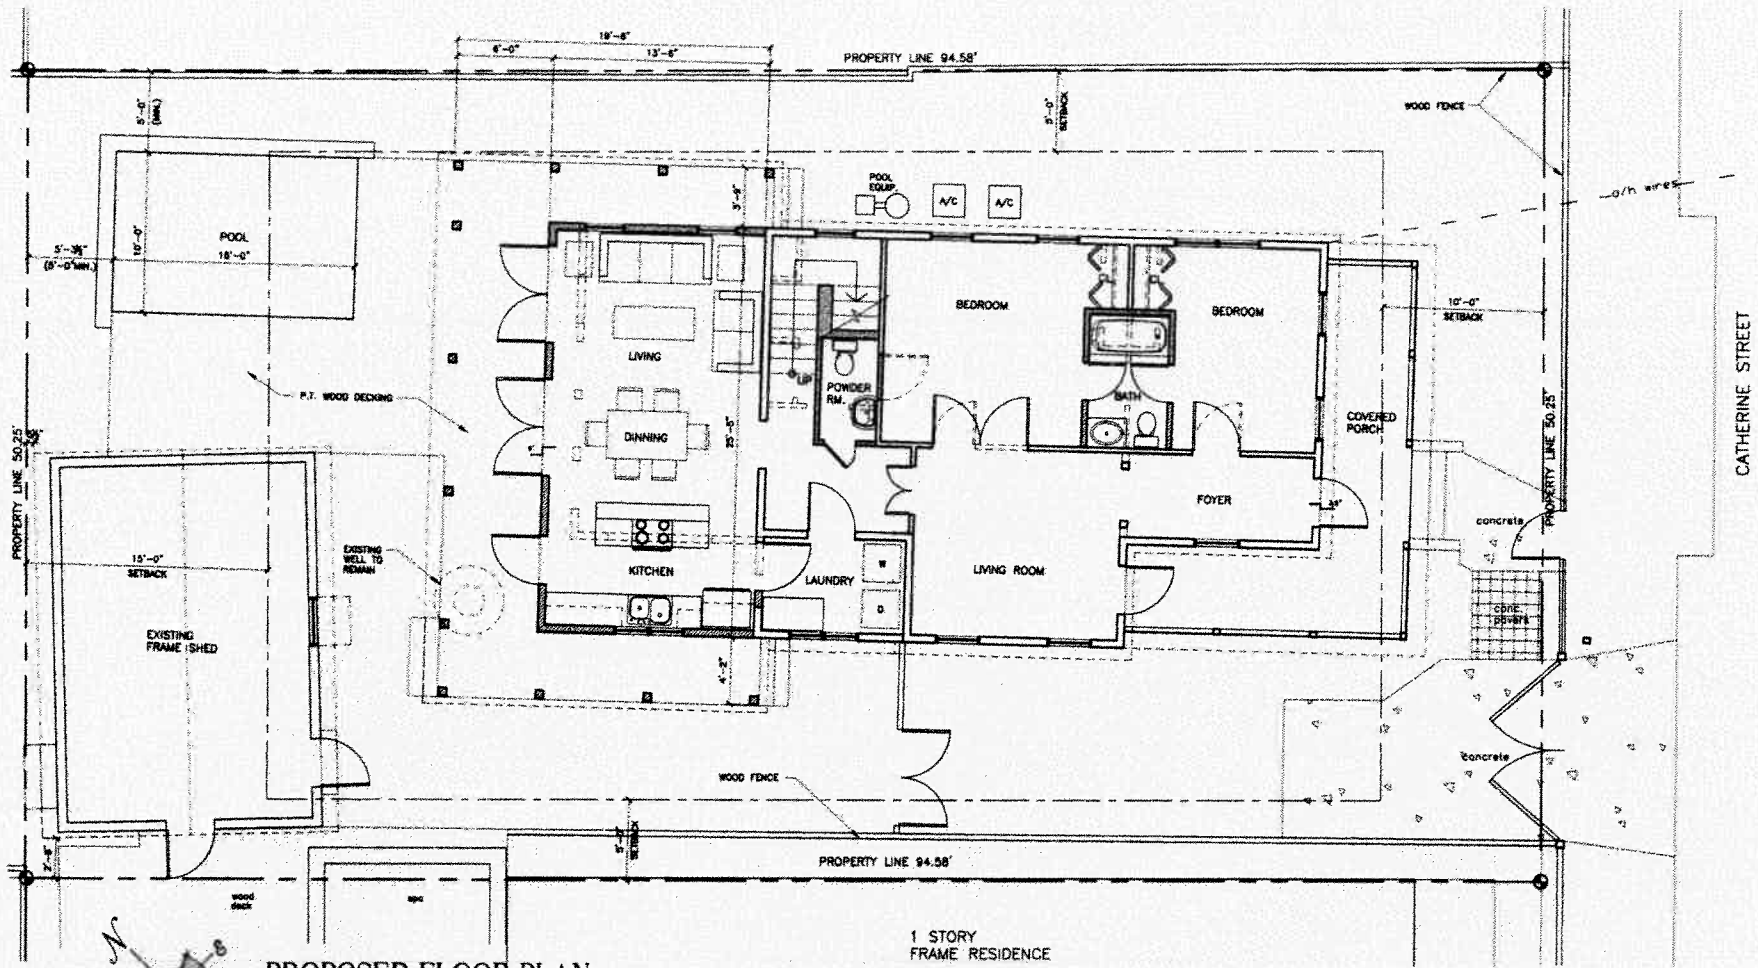 19'-6"
6'-0"
13'-6"
PROPERTY LINE 94.58'
5'-0"
(MIN.)
5'-0"
SETBACK
WOOD FENCE
POOL
EQUIP.
A/C
A/C
o/h wires
3'-9"
POOL
16'-0"
10'-0"
(5'-0"MIN.)
BEDROOM
BEDROOM
10'-0"
SETBACK
LIVING
UP
POWDER
RM.
BATH
P.T. WOOD DECKING
DINNING
COVERED
PORCH
PROPERTY LINE 50.25'
PROPERTY LINE 50.25'
CATHERINE STREET
FOYER
concrete
15'-0"
SETBACK
EXISTING
WELL TO
REMAIN
KITCHEN
LAUNDRY
W
D
LIVING ROOM
conc.
pavers
EXISTING
FRAME SHED
4'-2"
concrete
WOOD FENCE
5'-0"
SETBACK
2'-6"
PROPERTY LINE 94.58'
wood
deck
spa
N
1 STORY
FRAME RESIDENCE
PROPOSED FLOOR PLAN